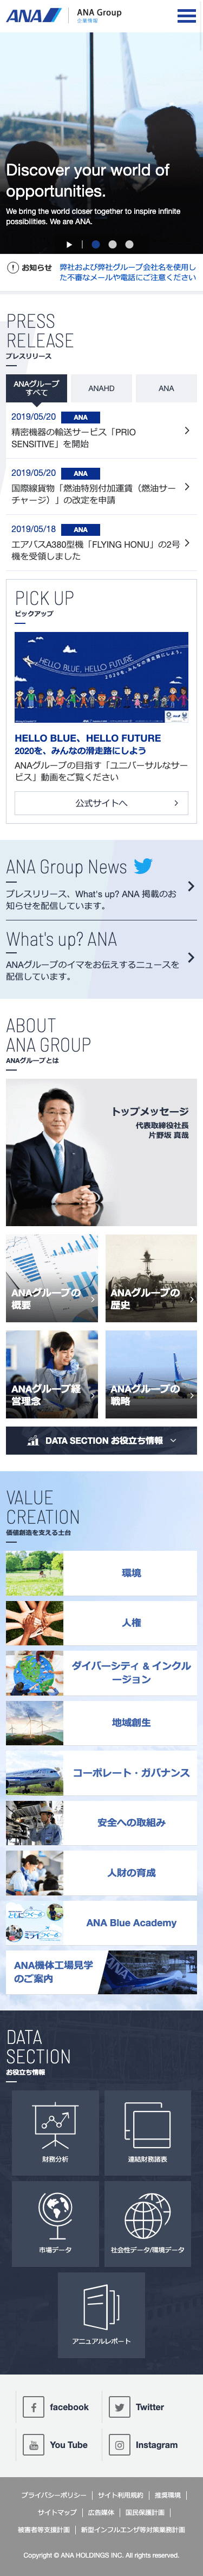 ANA
ANA Group
企業情報
Discover your world of
opportunities.
We bring the world closer together to inspire infinite
possibilities. We are ANA.
お知らせ
弊社および弊社グループ会社名を使用し
た不審なメールや電話にご注意ください
PRESS
RELEASE
プレスリリース
ANAグループ
すべて
ANAHD
ANA
2019/05/20 ANA
精密機器の輸送サービス「PRIO
SENSITIVE」を開始
2019/05/20 ANA
国際線貨物「燃油特別付加運賃（燃油サー
チャージ）」の改定を申請
2019/05/18 ANA
エアバスA380型機「FLYING HONU」の2号
機を受領しました
PICK UP
ピックアップ
HELLO BLUE, HELLO FUTURE
HELLO BLUE、HELLO FUTURE
2020を、みんなの滑走路にしよう
ANAグループの目指す「ユニバーサルなサー
ビス」動画をご覧ください
公式サイトへ
ANA Group News
プレスリリース、What's up? ANA 掲載のお
知らせを配信しています。
What's up? ANA
ANAグループのイマをお伝えするニュースを
配信しています。
ABOUT
ANA GROUP
ANAグループとは
トップメッセージ
代表取締役社長
片野坂 真哉
ANAグループの
概要
ANAグループの
歴史
ANAグループ経
営理念
ANAグループの
戦略
DATA SECTION お役立ち情報
VALUE
CREATION
価値創造を支える土台
環境
人権
ダイバーシティ & インクル
ージョン
地域創生
コーポレート・ガバナンス
安全への取組み
人財の育成
ANA Blue Academy
ANA機体工場見学
のご案内
DATA
SECTION
お役立ち情報
財務分析
連結財務諸表
市場データ
社会性データ/環境データ
アニュアルレポート
facebook
Twitter
You Tube
Instagram
プライバシーポリシー
サイト利用規約
推奨環境
サイトマップ
広告媒体
国民保護計画
被害者等支援計画
新型インフルエンザ等対策業務計画
Copyright © ANA HOLDINGS INC. All rights reserved.